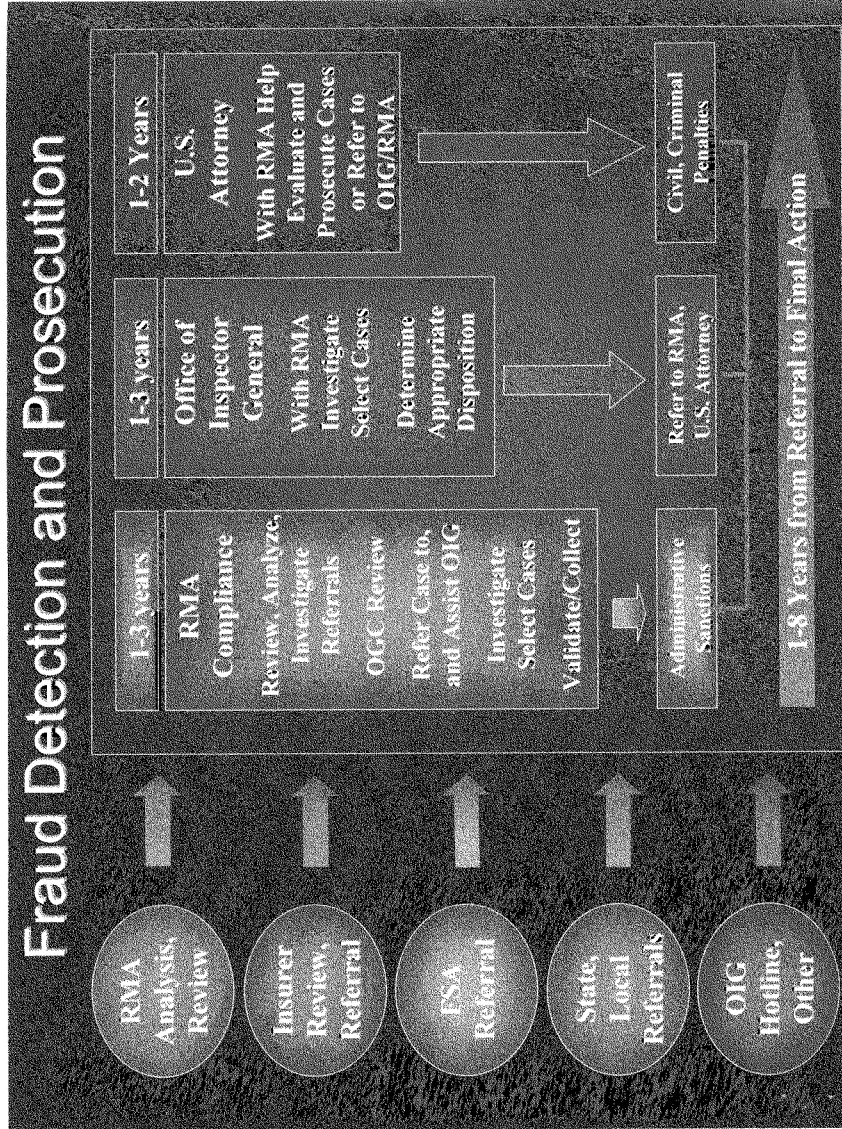 Fraud Detection and Prosecution
RMA
Analysis,
Review
Insurer
Review,
Referral
FSA
Referral
State,
Local
Referrals
OIG
Hotline,
Other
1-3 years
RMA
Compliance
Review, Analyze,
Investigate
Referrals
OGC Review
Refer Case to,
and Assist OIG
Investigate
Select Cases
Validate/Collect
Administrative
Sanctions
1-3 years
Office of
Inspector
General
With RMA
Investigate
Select Cases
Determine
Appropriate
Disposition
Refer to RMA,
U.S. Attorney
1-2 Years
U.S.
Attorney
With RMA Help
Evaluate and
Prosecute Cases
or Refer to
OIG/RMA
Civil, Criminal
Penalties
1-8 Years from Referral to Final Action